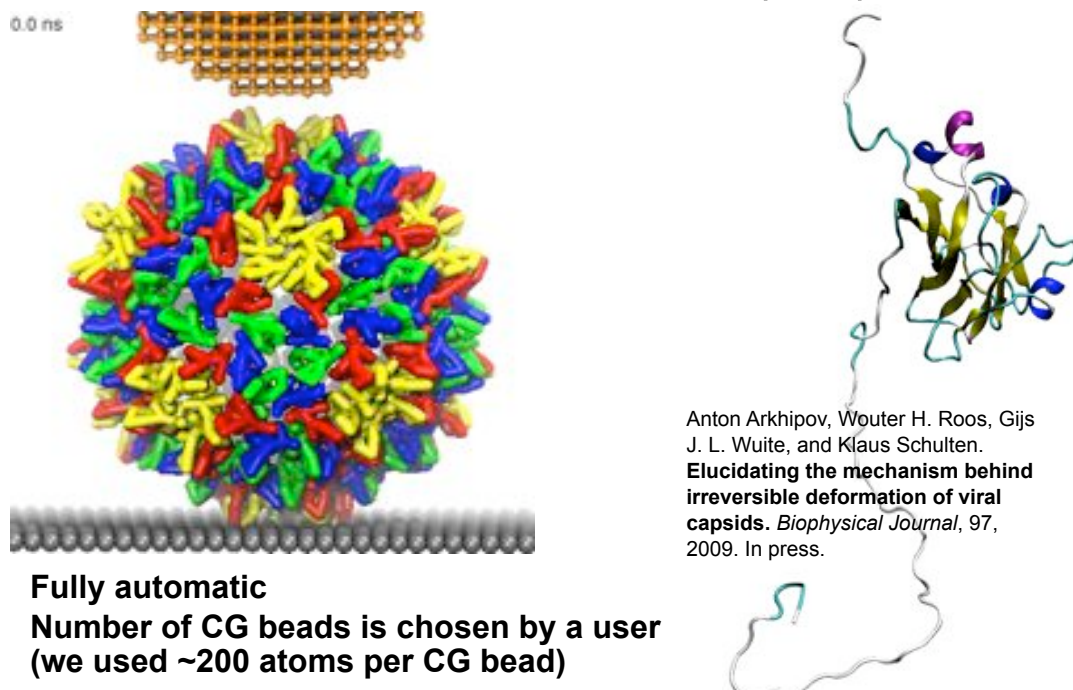 0.0 ns
Anton Arkhipov, Wouter H. Roos, Gijs
J. L. Wuite, and Klaus Schulten.
Elucidating the mechanism behind
irreversible deformation of viral
capsids. Biophysical Journal, 97,
2009. In press.
Fully automatic
Number of CG beads is chosen by a user
(we used ~200 atoms per CG bead)